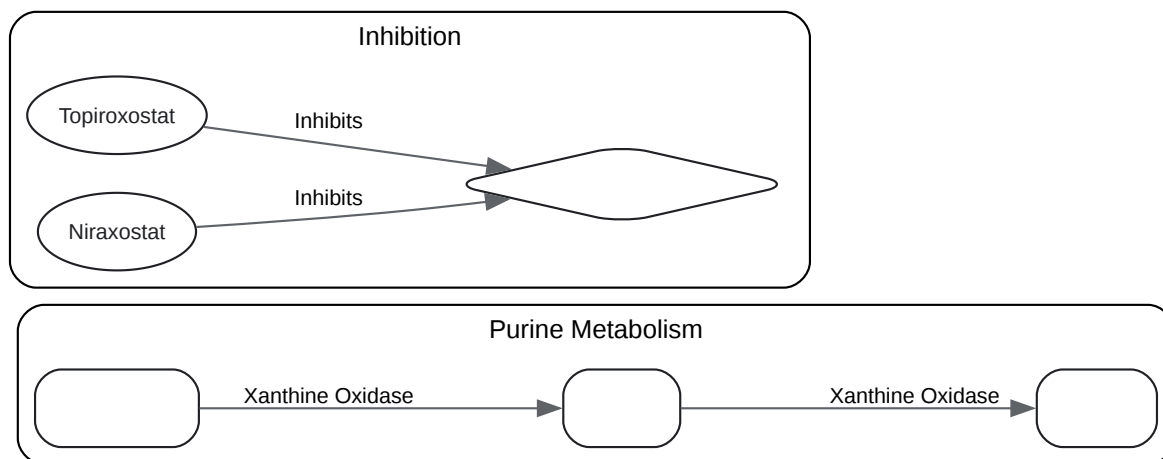 Inhibition
Topiroxostat
Inhibits
Niraxostat
Inhibits
Purine Metabolism
Xanthine Oxidase
Xanthine Oxidase